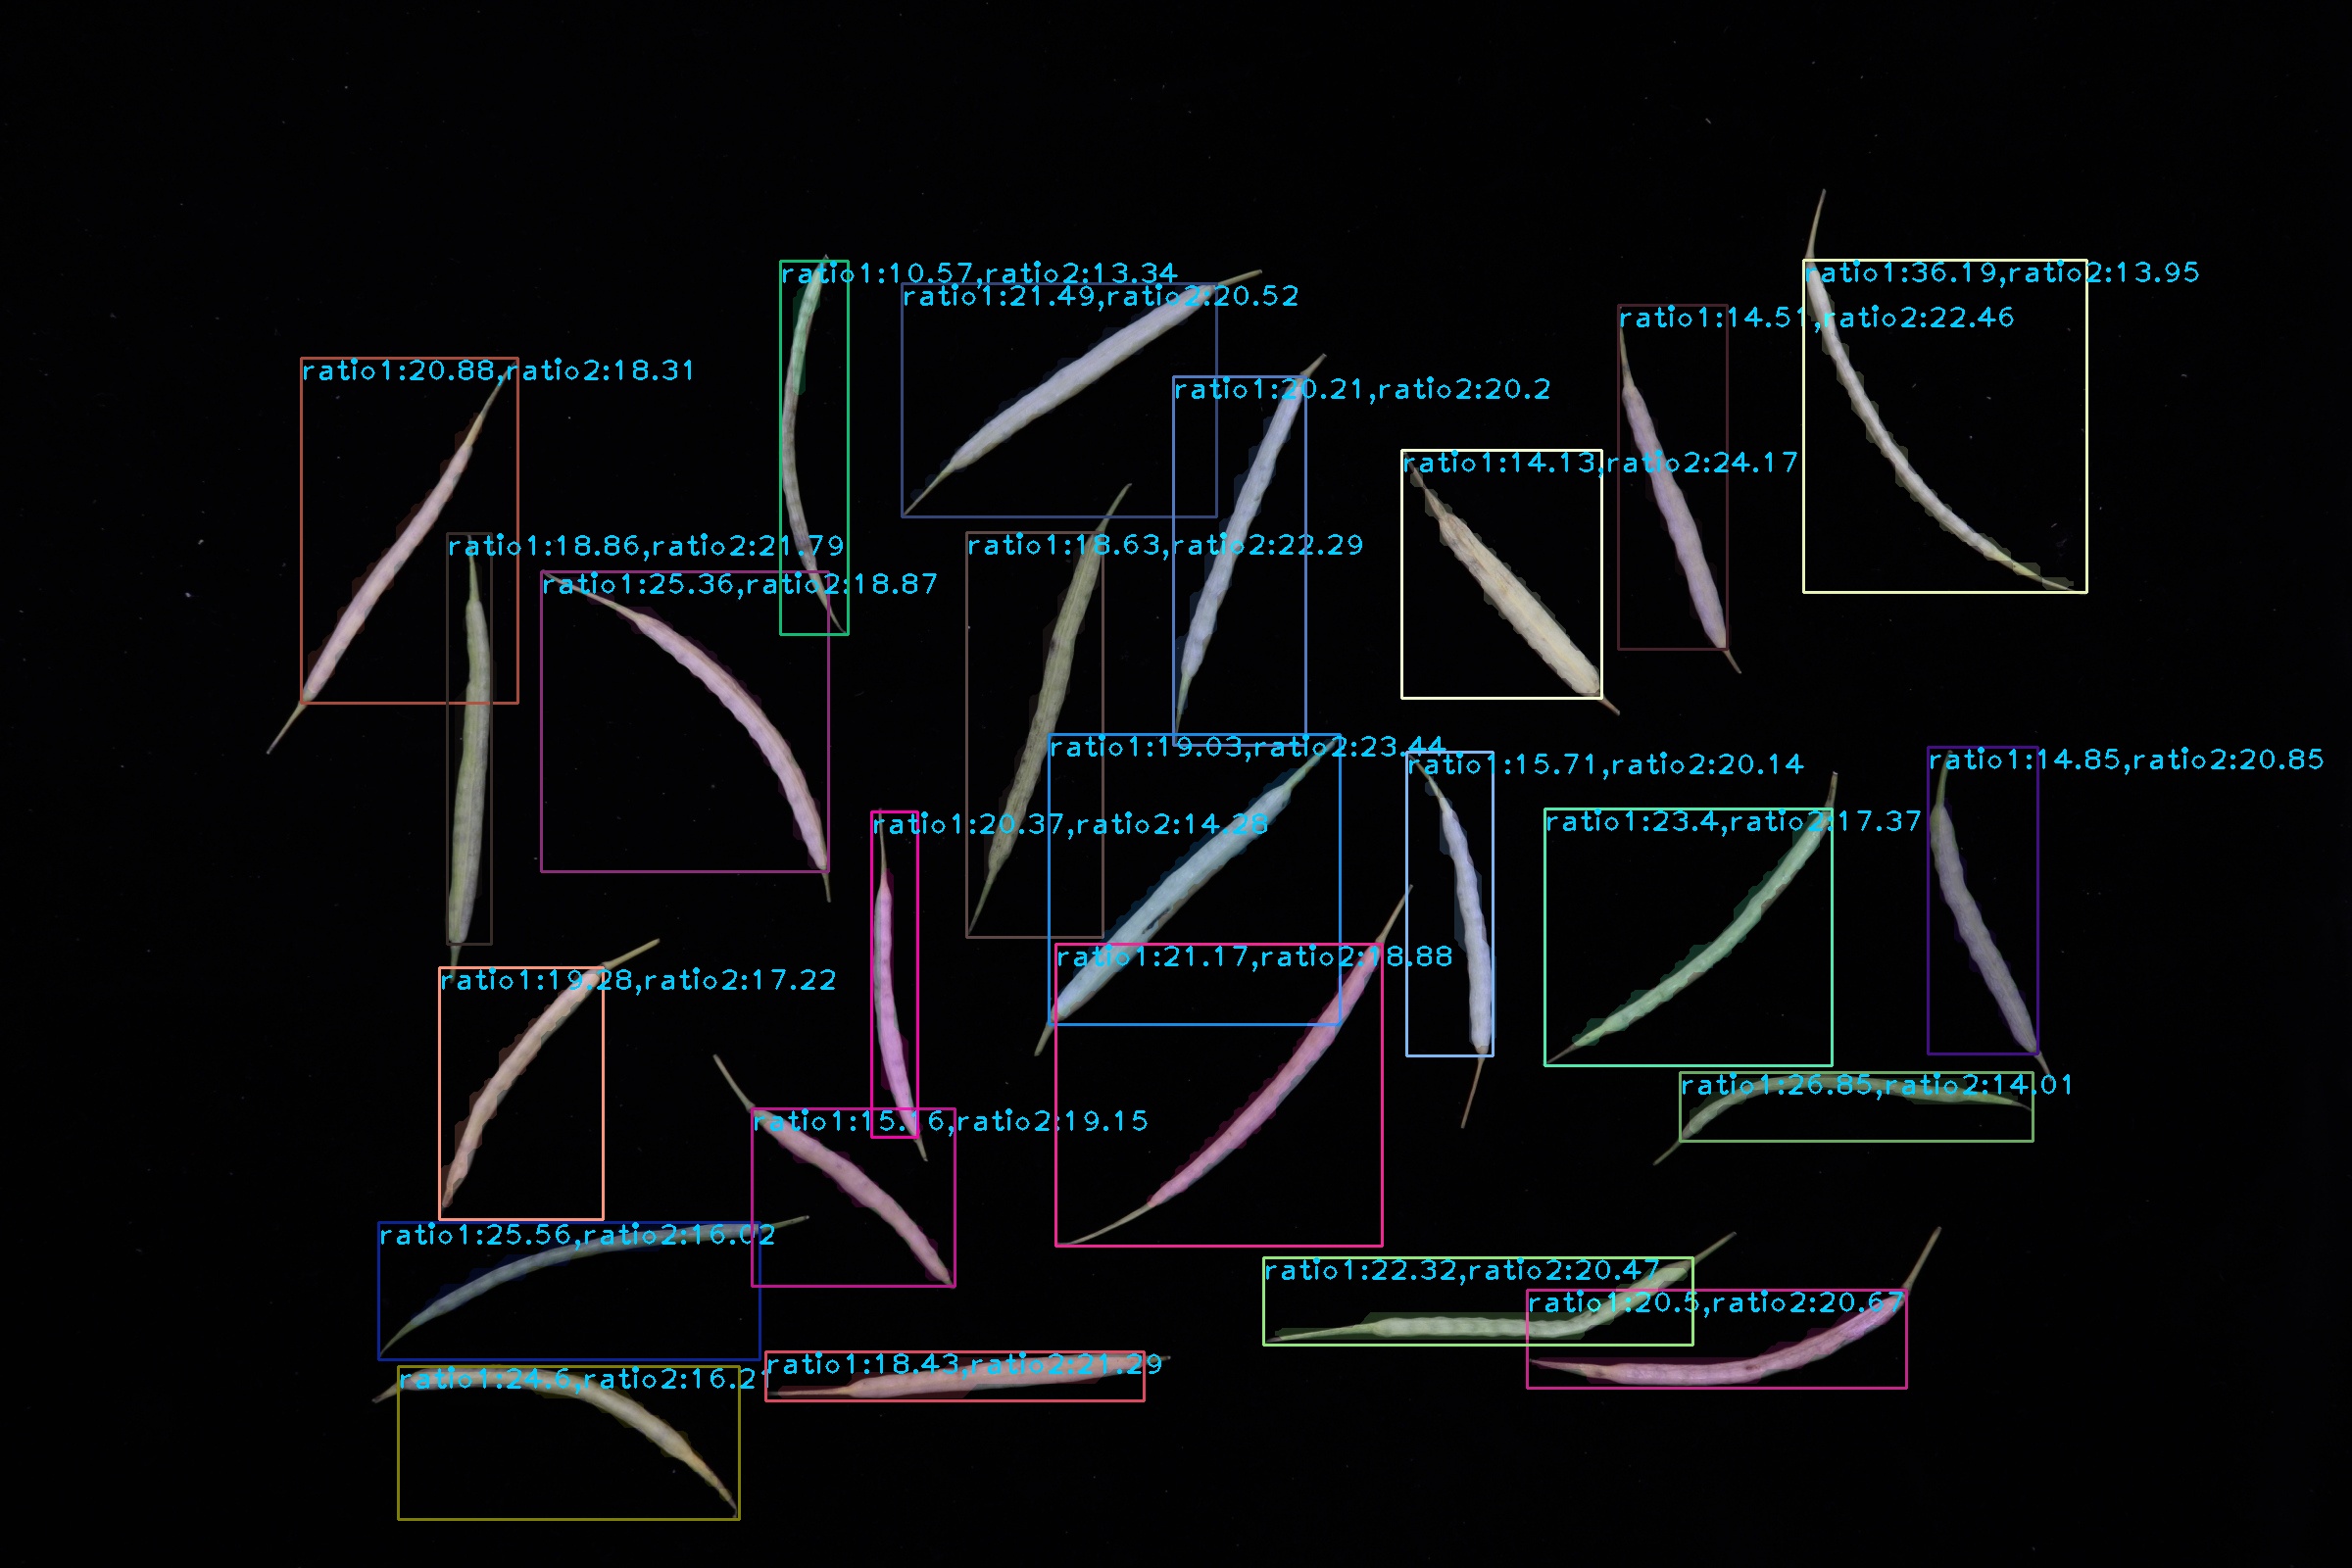 ratio1:10.57,ratio2:13.34
ratio1:36.19,ratio2:13.95
ratio1:21.49,ratio2:20.52
ratio1:14.51,ratio2:22.46
ratio1:20.88,ratio2:18.31
ratio1:20.21,ratio2:20.2
ratio1:14.13,ratio2:24.17
ratio1:18.86,ratio2:21.79
ratio1:18.63,ratio2:22.29
ratio1:25.36,ratio2:18.87
ratio1:19.03,ratio2:23.44
ratio1:15.71,ratio2:20.14
ratio1:14.85,ratio2:20.85
ratio1:20.37,ratio2:14.28
ratio1:23.4,ratio2:17.37
ratio1:21.17,ratio2:18.88
ratio1:19.28,ratio2:17.22
ratio1:26.85,ratio2:14.01
ratio1:15.16,ratio2:19.15
ratio1:25.56,ratio2:16.02
ratio1:22.32,ratio2:20.47
ratio1:20.5,ratio2:20.67
ratio1:18.43,ratio2:21.29
ratio1:24.6,ratio2:16.2